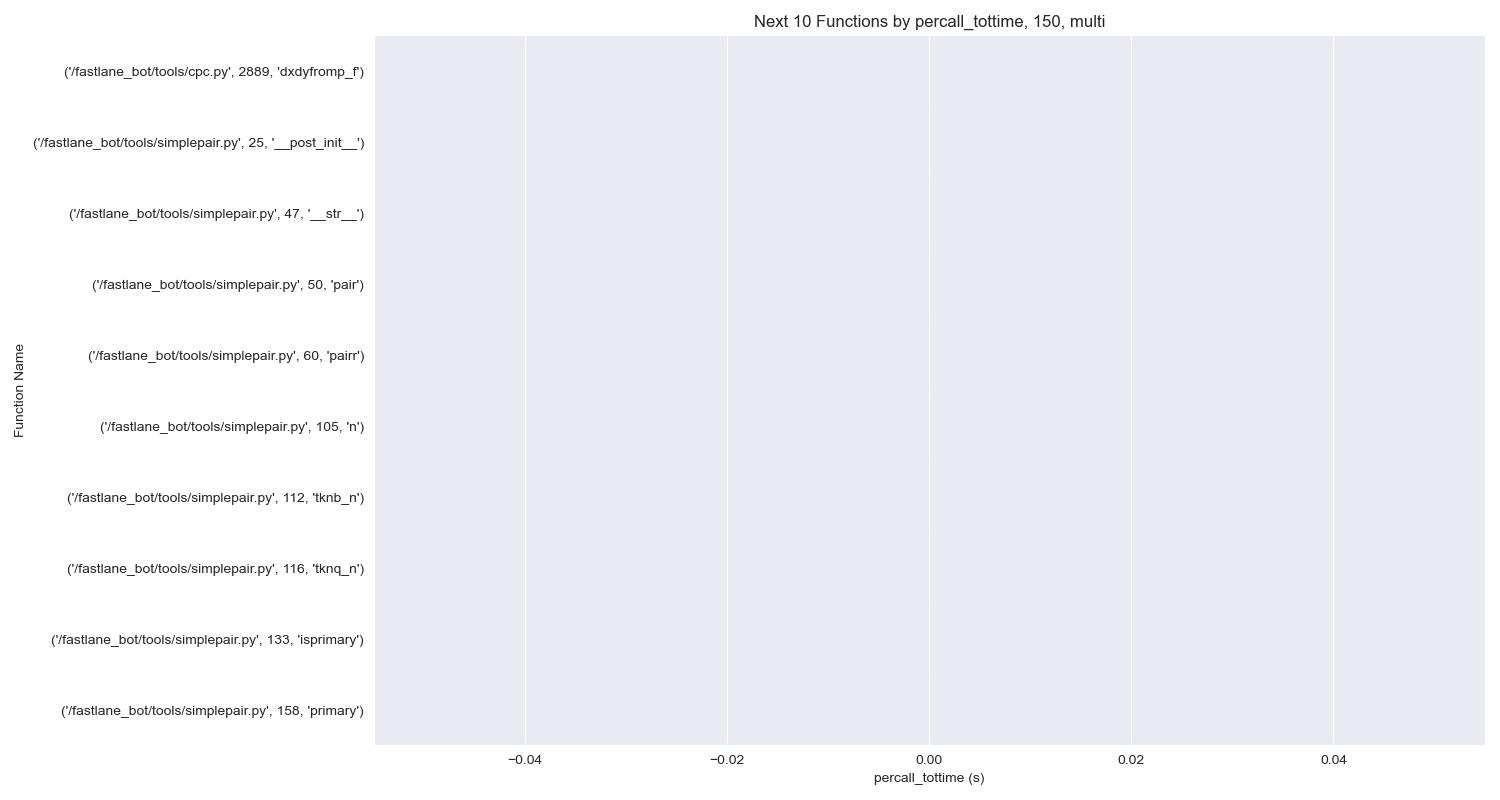 Next 10 Functions by percall_tottime, 150, multi
('/fastlane_bot/tools/cpc.py', 2889, 'dxdyfromp_f')
('/fastlane_bot/tools/simplepair.py', 25, '__post_init__')
('/fastlane_bot/tools/simplepair.py', 47, '__str__')
('/fastlane_bot/tools/simplepair.py', 50, 'pair')
('/fastlane_bot/tools/simplepair.py', 60, 'pairr')
('/fastlane_bot/tools/simplepair.py', 105, 'n')
('/fastlane_bot/tools/simplepair.py', 112, 'tknb_n')
('/fastlane_bot/tools/simplepair.py', 116, 'tknq_n')
('/fastlane_bot/tools/simplepair.py', 133, 'isprimary')
('/fastlane_bot/tools/simplepair.py', 158, 'primary')
Function Name
−0.04 −0.02 0.00 0.02 0.04
percall_tottime (s)